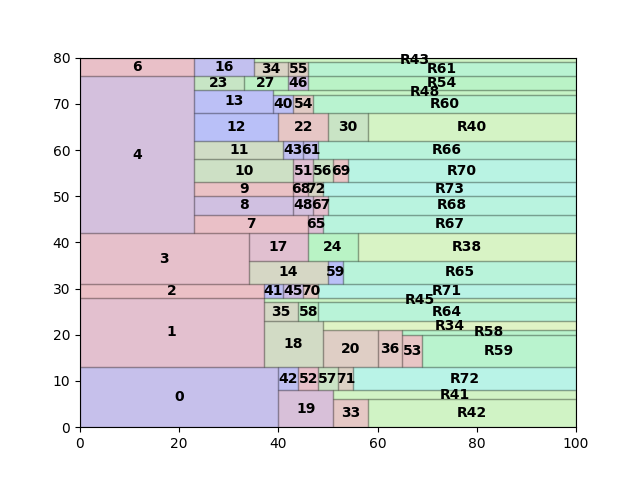 80
R43
6 16 34 55 R61
23 27 46 R54
R48
70
13 40 54 R60
12 22 30 R40
60
11 43 61 R66
4
10 51 56 69 R70
50
9 68 72 R73
8 48 67 R68
7 65 R67
40
17 24 R38
3
14 59 R65
30
2 41 45 70 R71
R45
35 58 R64
R34
20
1 R58
18 20 36 53 R59
10
42 52 57 71 R72
0
R41
19 33 R42
0
0 20 40 60 80 100